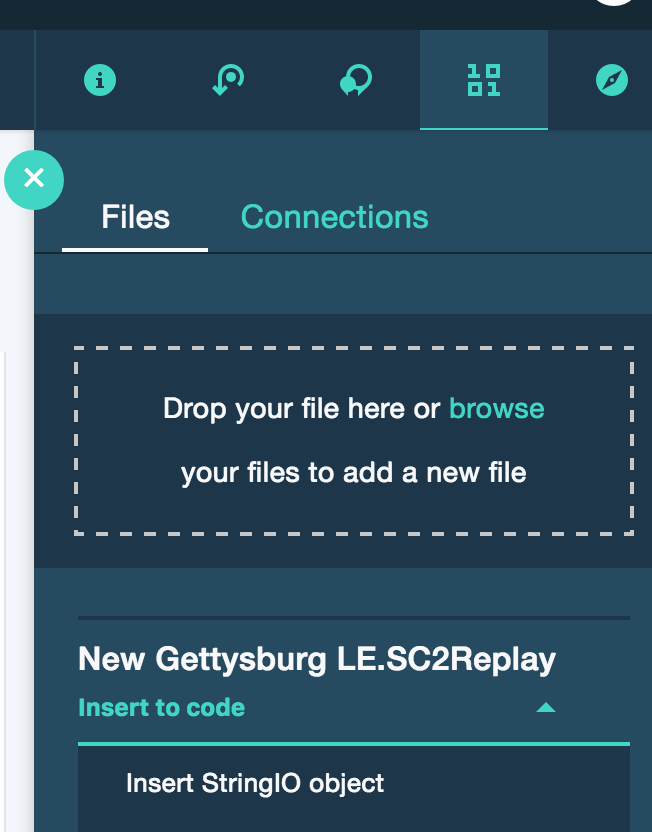 Files Connections
Drop your file here or browse
your files to add a new file
New Gettysburg LE.SC2Replay
Insert to code
Insert StringIO object